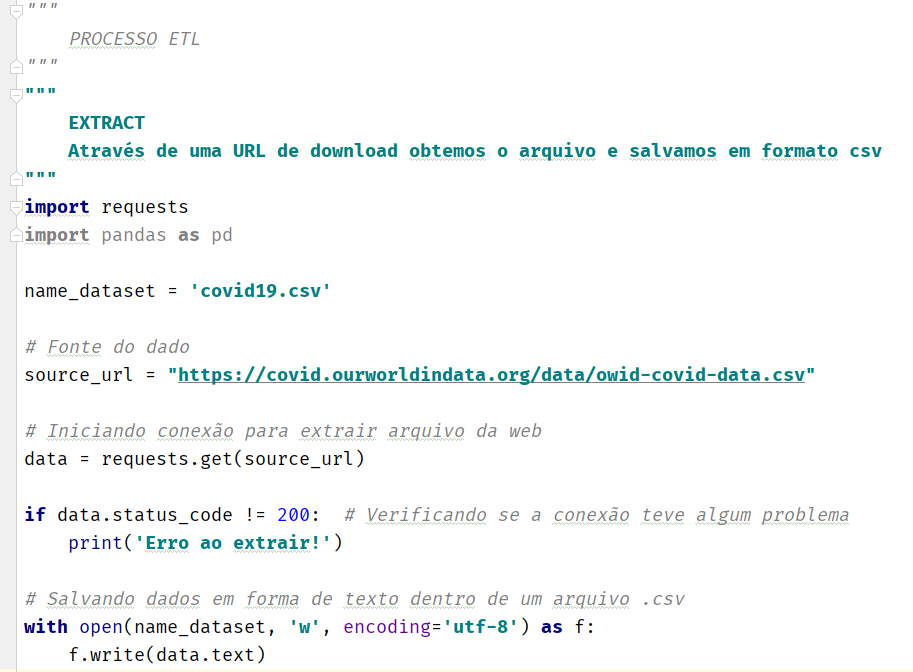 """
    PROCESSO ETL
"""
"""
    EXTRACT
    Através de uma URL de download obtemos o arquivo e salvamos em formato csv
"""
import requests
import pandas as pd

name_dataset = 'covid19.csv'

# Fonte do dado
source_url = "https://covid.ourworldindata.org/data/owid-covid-data.csv"

# Iniciando conexão para extrair arquivo da web
data = requests.get(source_url)

if data.status_code != 200:  # Verificando se a conexão teve algum problema
    print('Erro ao extrair!')

# Salvando dados em forma de texto dentro de um arquivo .csv
with open(name_dataset, 'w', encoding='utf-8') as f:
    f.write(data.text)